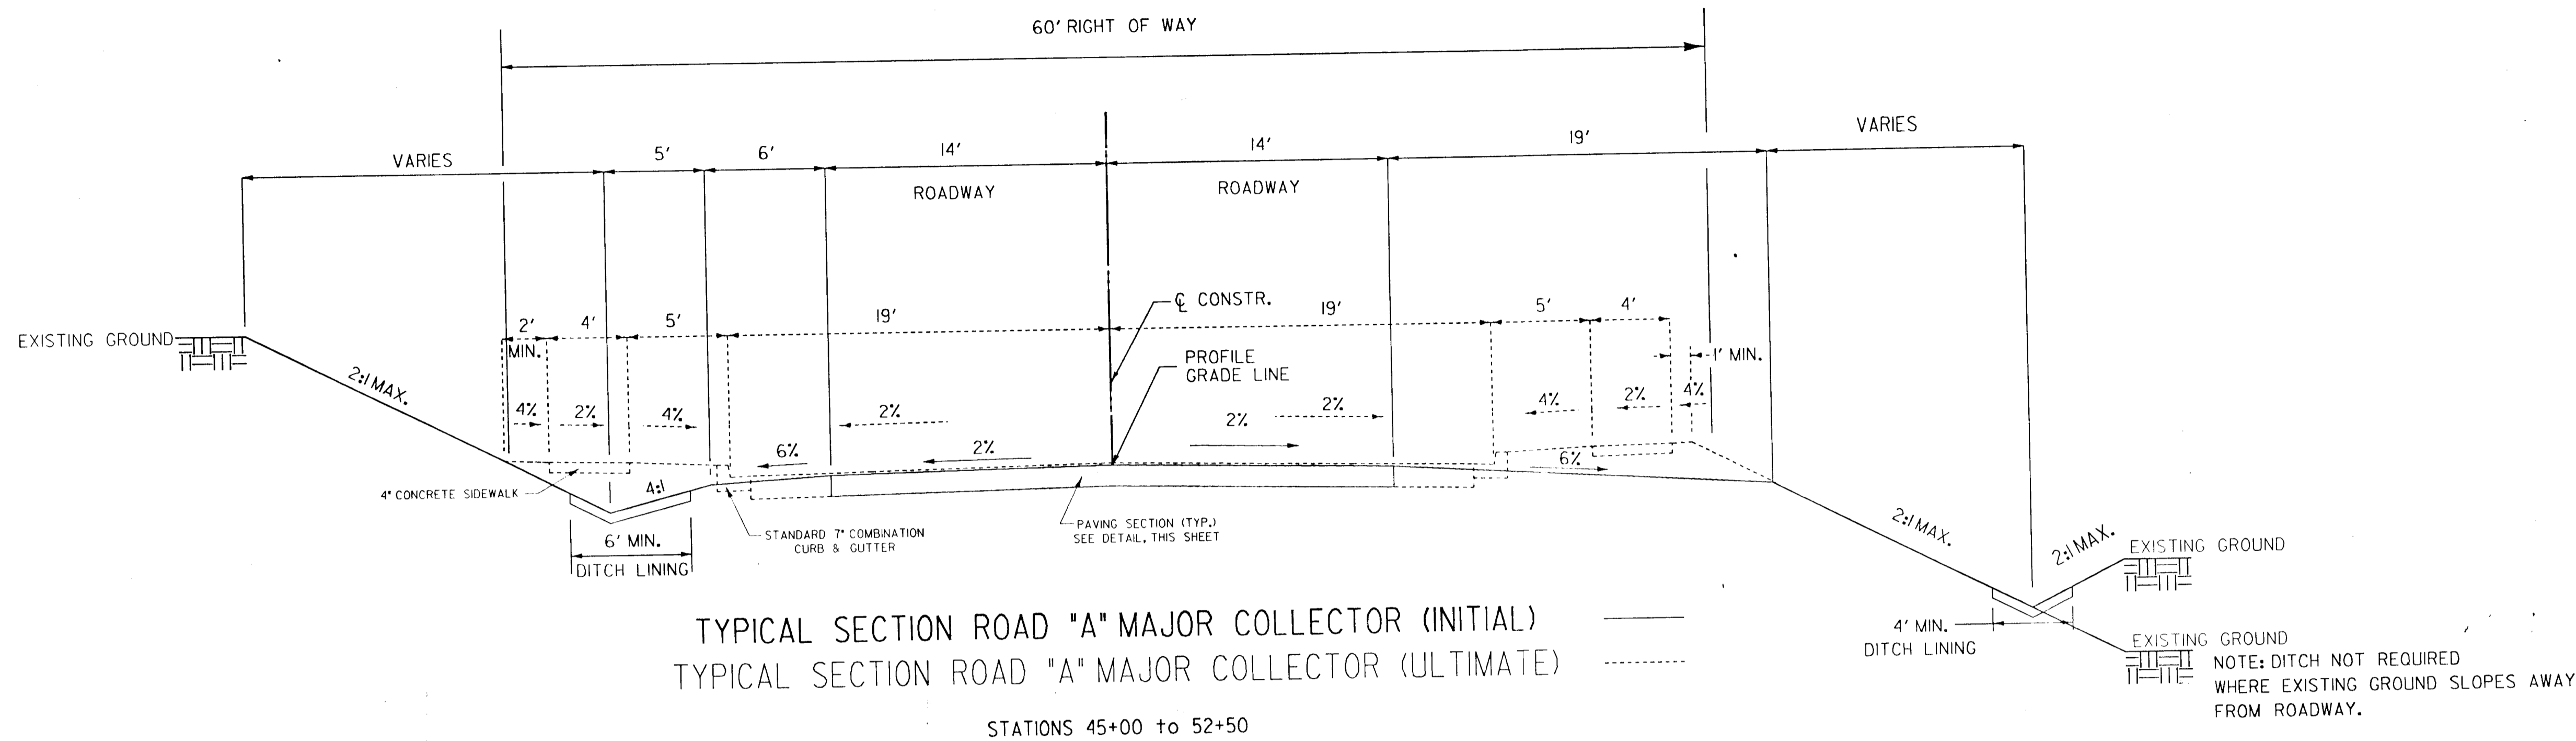 60' RIGHT OF WAY
VARIES
5'
6'
14'
14'
19'
VARIES
ROADWAY
ROADWAY
℄ CONSTR.
2'
MIN.
4'
5'
19'
19'
5'
4'
1' MIN.
EXISTING GROUND
PROFILE
GRADE LINE
2:1 MAX.
4%
2%
4%
2%
2%
2%
4%
2%
4%
6%
2%
6%
4" CONCRETE SIDEWALK
4:1
STANDARD 7" COMBINATION
CURB & GUTTER
PAVING SECTION (TYP.)
SEE DETAIL, THIS SHEET
6' MIN.
DITCH LINING
2:1 MAX.
2:1 MAX.
EXISTING GROUND
4' MIN.
DITCH LINING
EXISTING GROUND
NOTE: DITCH NOT REQUIRED
WHERE EXISTING GROUND SLOPES AWAY
FROM ROADWAY.
TYPICAL SECTION ROAD "A" MAJOR COLLECTOR (INITIAL)
TYPICAL SECTION ROAD "A" MAJOR COLLECTOR (ULTIMATE)
STATIONS 45+00 to 52+50